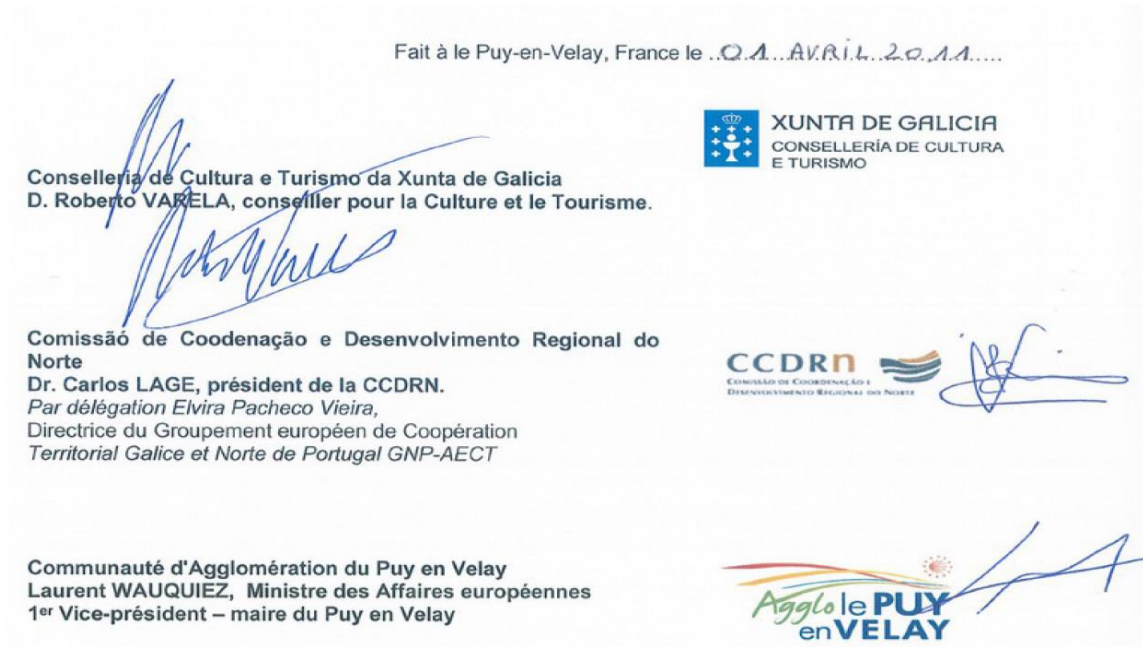 Fait à le Puy-en-Velay, France le ..01 AVRIL 2011.....
XUNTA DE GALICIA
CONSELLERÍA DE CULTURA
E TURISMO
Consellería de Cultura e Turismo da Xunta de Galicia
D. Roberto VARELA, conseiller pour la Culture et le Tourisme.
Comissãó de Coodenação e Desenvolvimento Regional do
Norte
Dr. Carlos LAGE, président de la CCDRN.
Par délégation Elvira Pacheco Vieira,
Directrice du Groupement européen de Coopération
Territorial Galice et Norte de Portugal GNP-AECT
CCDRn
COMISSÃO DE COORDENAÇÃO E
DESENVOLVIMENTO REGIONAL DO NORTE
Communauté d'Agglomération du Puy en Velay
Laurent WAUQUIEZ, Ministre des Affaires européennes
1er Vice-président – maire du Puy en Velay
Agglo le PUY
en VELAY